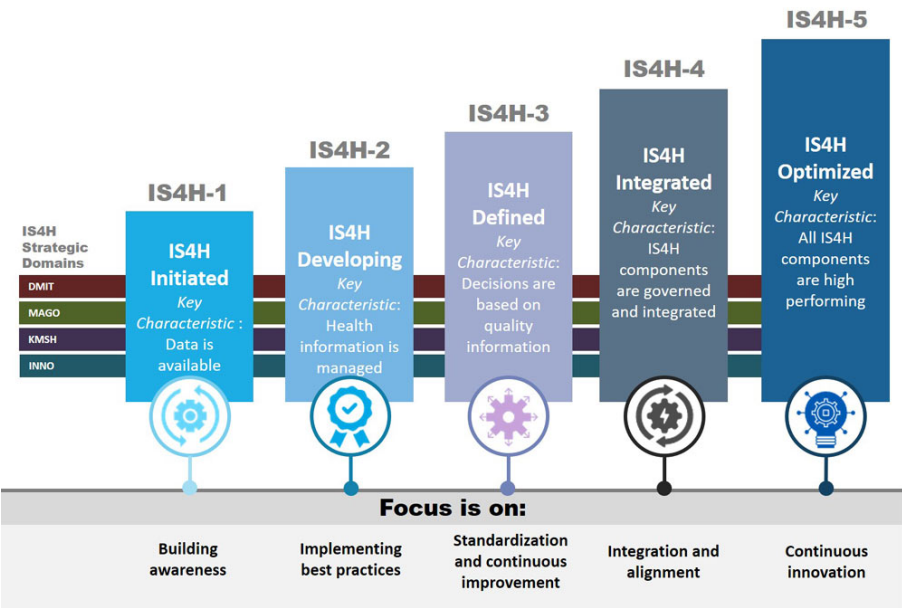 IS4H-5
IS4H-4
IS4H-3
IS4H-2
IS4H-1
IS4H
Strategic
Domains
DMIT
MAGO
KMSH
INNO
IS4H
Initiated
Key
Characteristic :
Data is
available
IS4H
Developing
Key
Characteristic:
Health
information is
managed
IS4H
Defined
Key
Characteristic:
Decisions are
based on
quality
information
IS4H
Integrated
Key
Characteristic:
IS4H
components
are governed
and integrated
IS4H
Optimized
Key
Characteristic:
All IS4H
components
are high
performing
Focus is on:
Building
awareness
Implementing
best practices
Standardization
and continuous
improvement
Integration and
alignment
Continuous
innovation